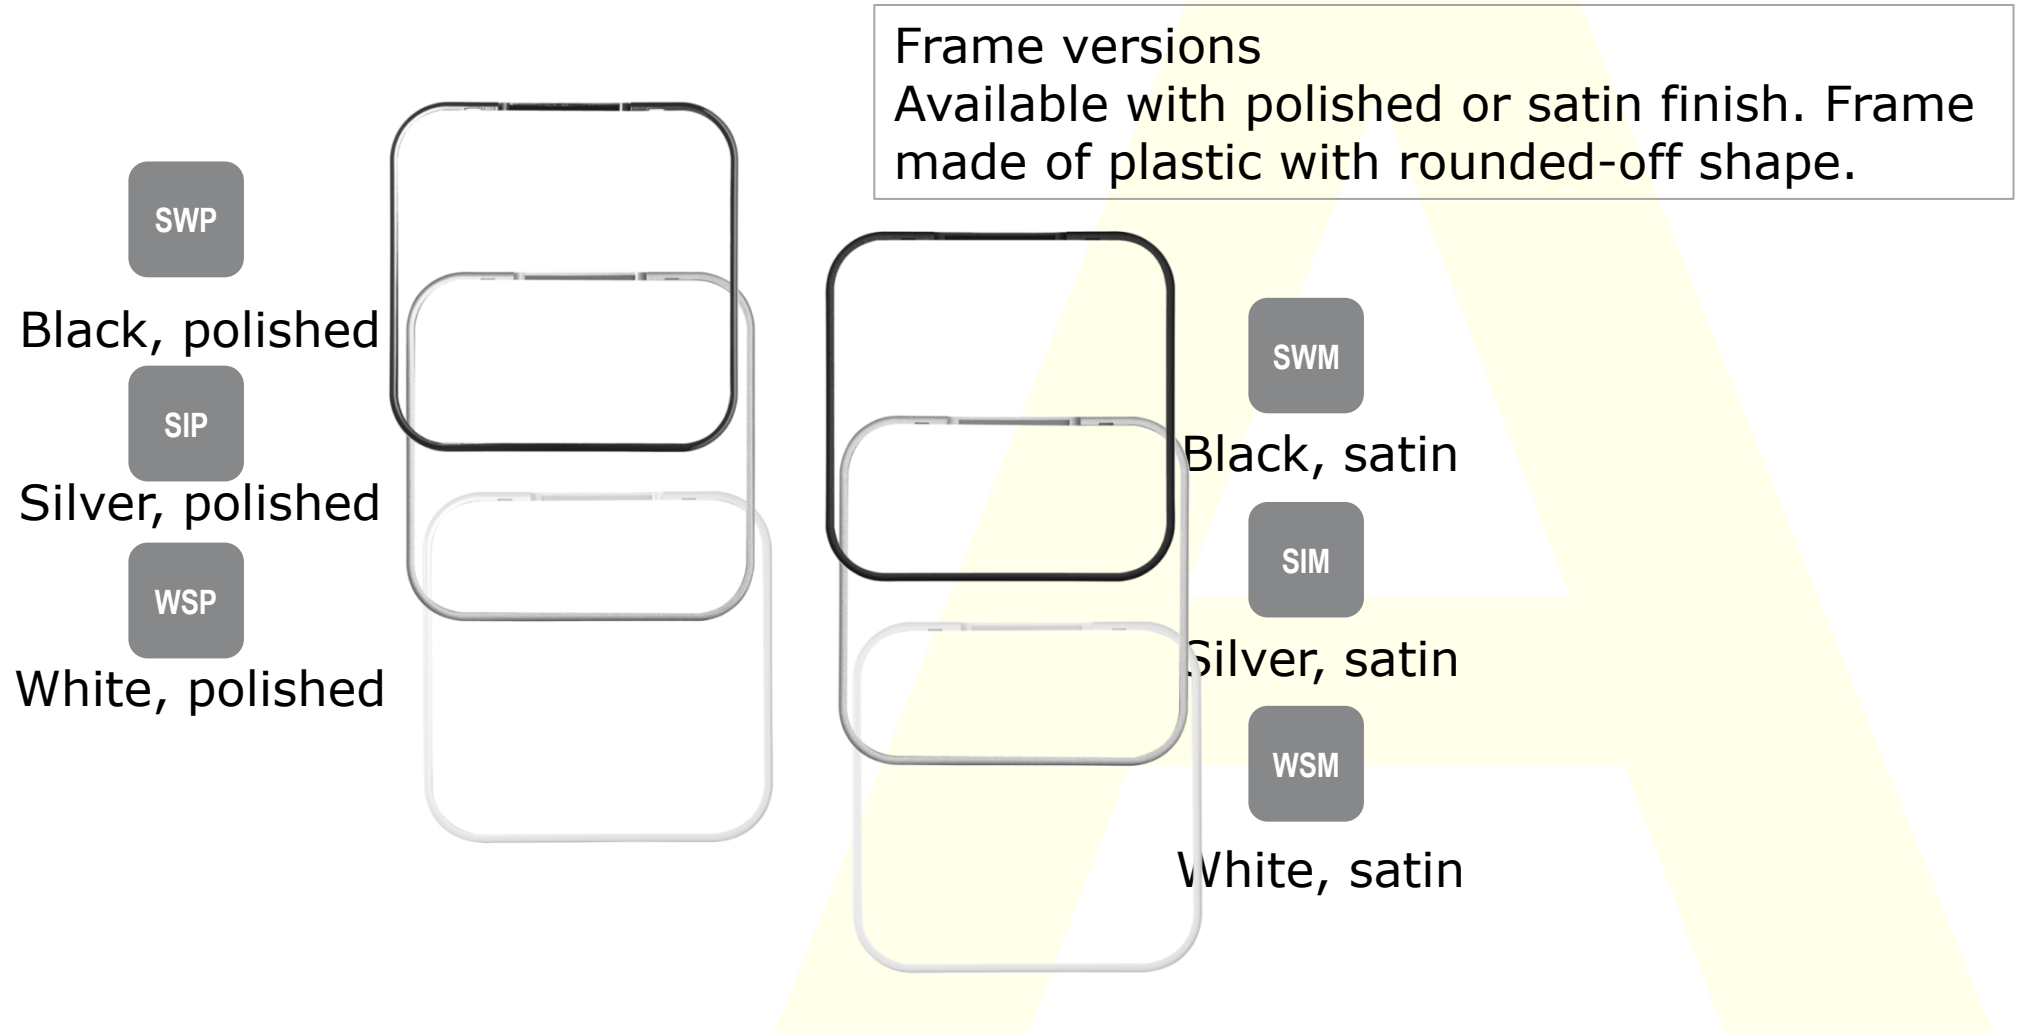 Frame versions
Available with polished or satin finish. Frame
made of plastic with rounded-off shape.
SWP
Black, polished
SIP
Silver, polished
WSP
White, polished
SWM
Black, satin
SIM
Silver, satin
WSM
White, satin